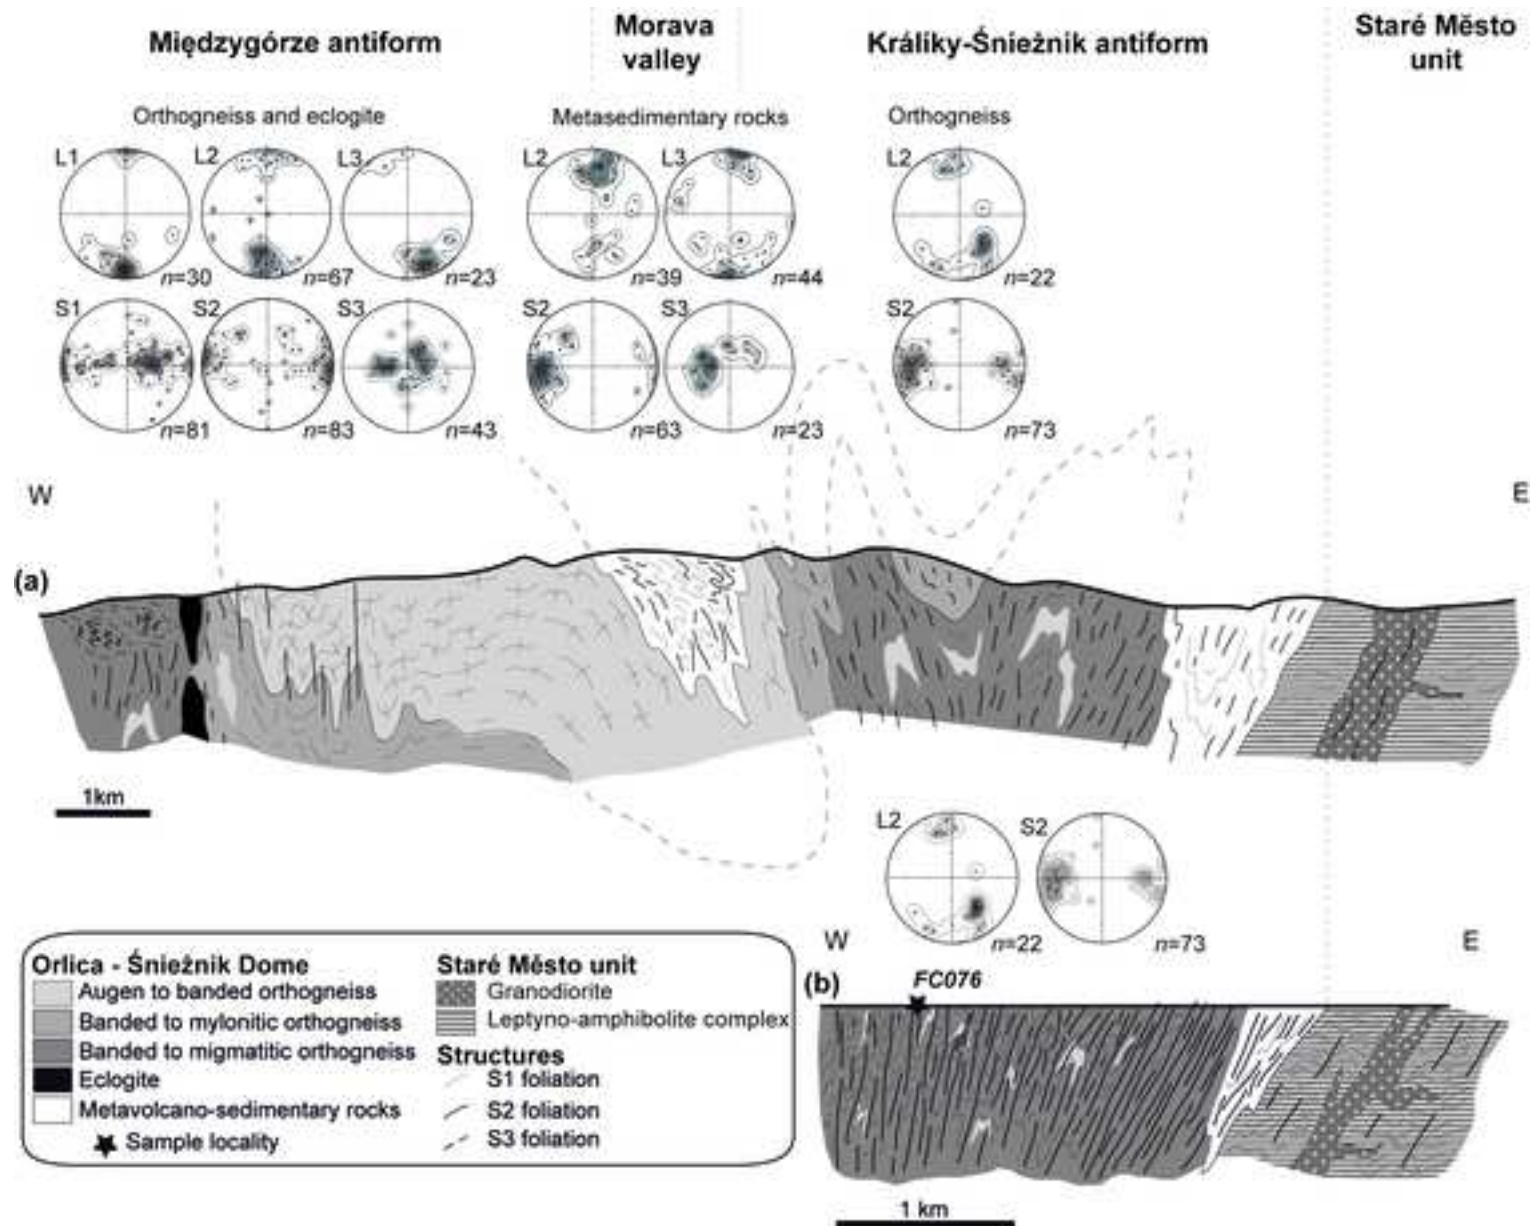 Międzygórze antiform
Morava
valley
Králíky-Śnieżnik antiform
Staré Město
unit
Orthogneiss and eclogite
Metasedimentary rocks
Orthogneiss
L1
L2
L3
L2
L3
L2
n=30
n=67
n=23
n=39
n=44
n=22
S1
S2
S3
S2
S3
S2
n=81
n=83
n=43
n=63
n=23
n=73
W
E
(a)
1km
L2
S2
n=22
n=73
W
E
(b)
FC076
1 km
Orlica - Śnieżnik Dome
Augen to banded orthogneiss
Banded to mylonitic orthogneiss
Banded to migmatitic orthogneiss
Eclogite
Metavolcano-sedimentary rocks
Sample locality
Staré Město unit
Granodiorite
Leptyno-amphibolite complex
Structures
S1 foliation
S2 foliation
S3 foliation